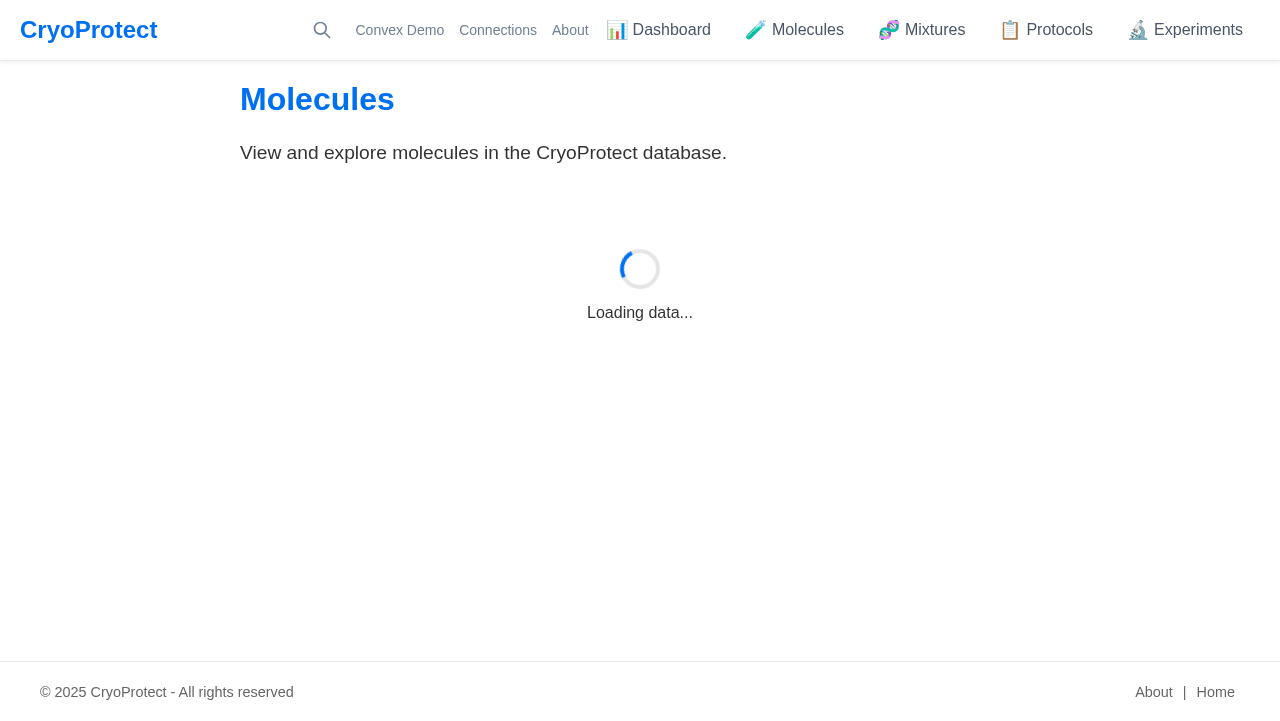 CryoProtect
Convex Demo Connections About 📊 Dashboard 🧪 Molecules 🧬 Mixtures 📋 Protocols 🔬 Experiments
Molecules
View and explore molecules in the CryoProtect database.
Loading data...
© 2025 CryoProtect - All rights reserved
About | Home